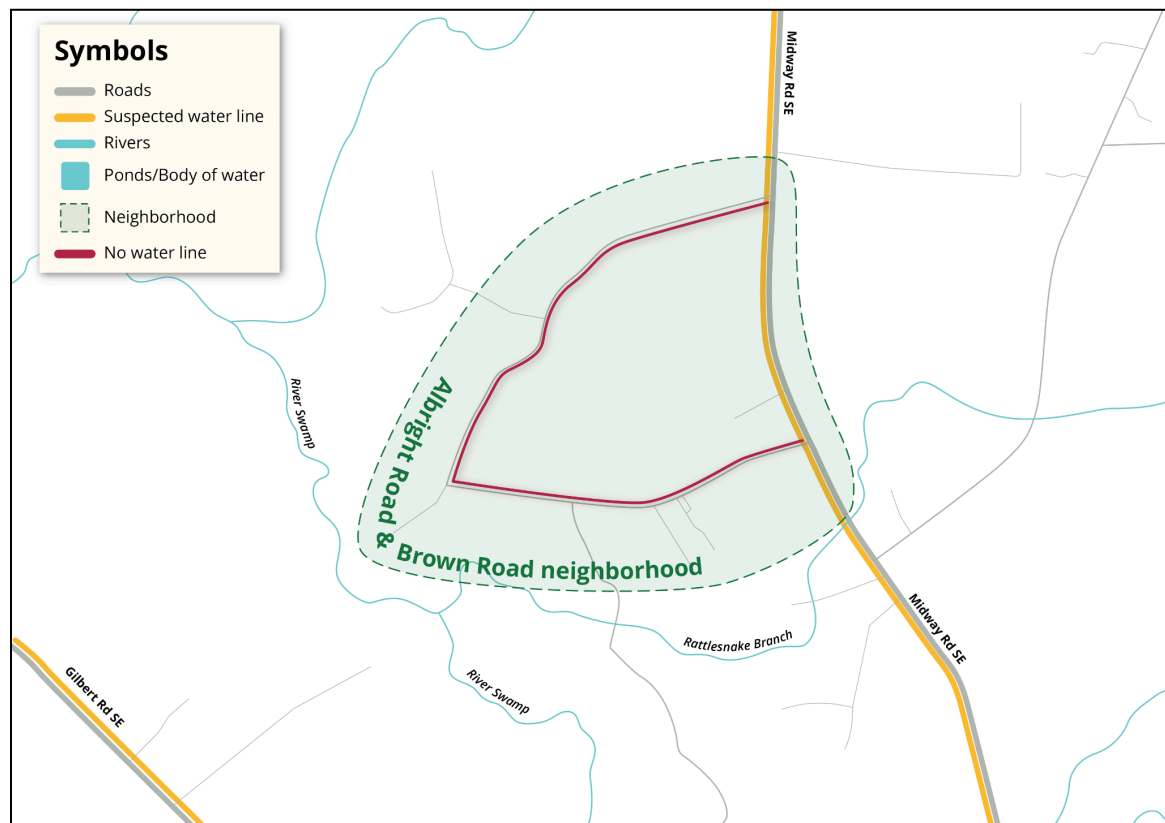 Symbols
Roads
Suspected water line
Rivers
Ponds/Body of water
Neighborhood
No water line
Midway Rd SE
River Swamp
Albright Road &
Brown Road neighborhood
Midway Rd SE
Rattlesnake Branch
River Swamp
Gilbert Rd SE